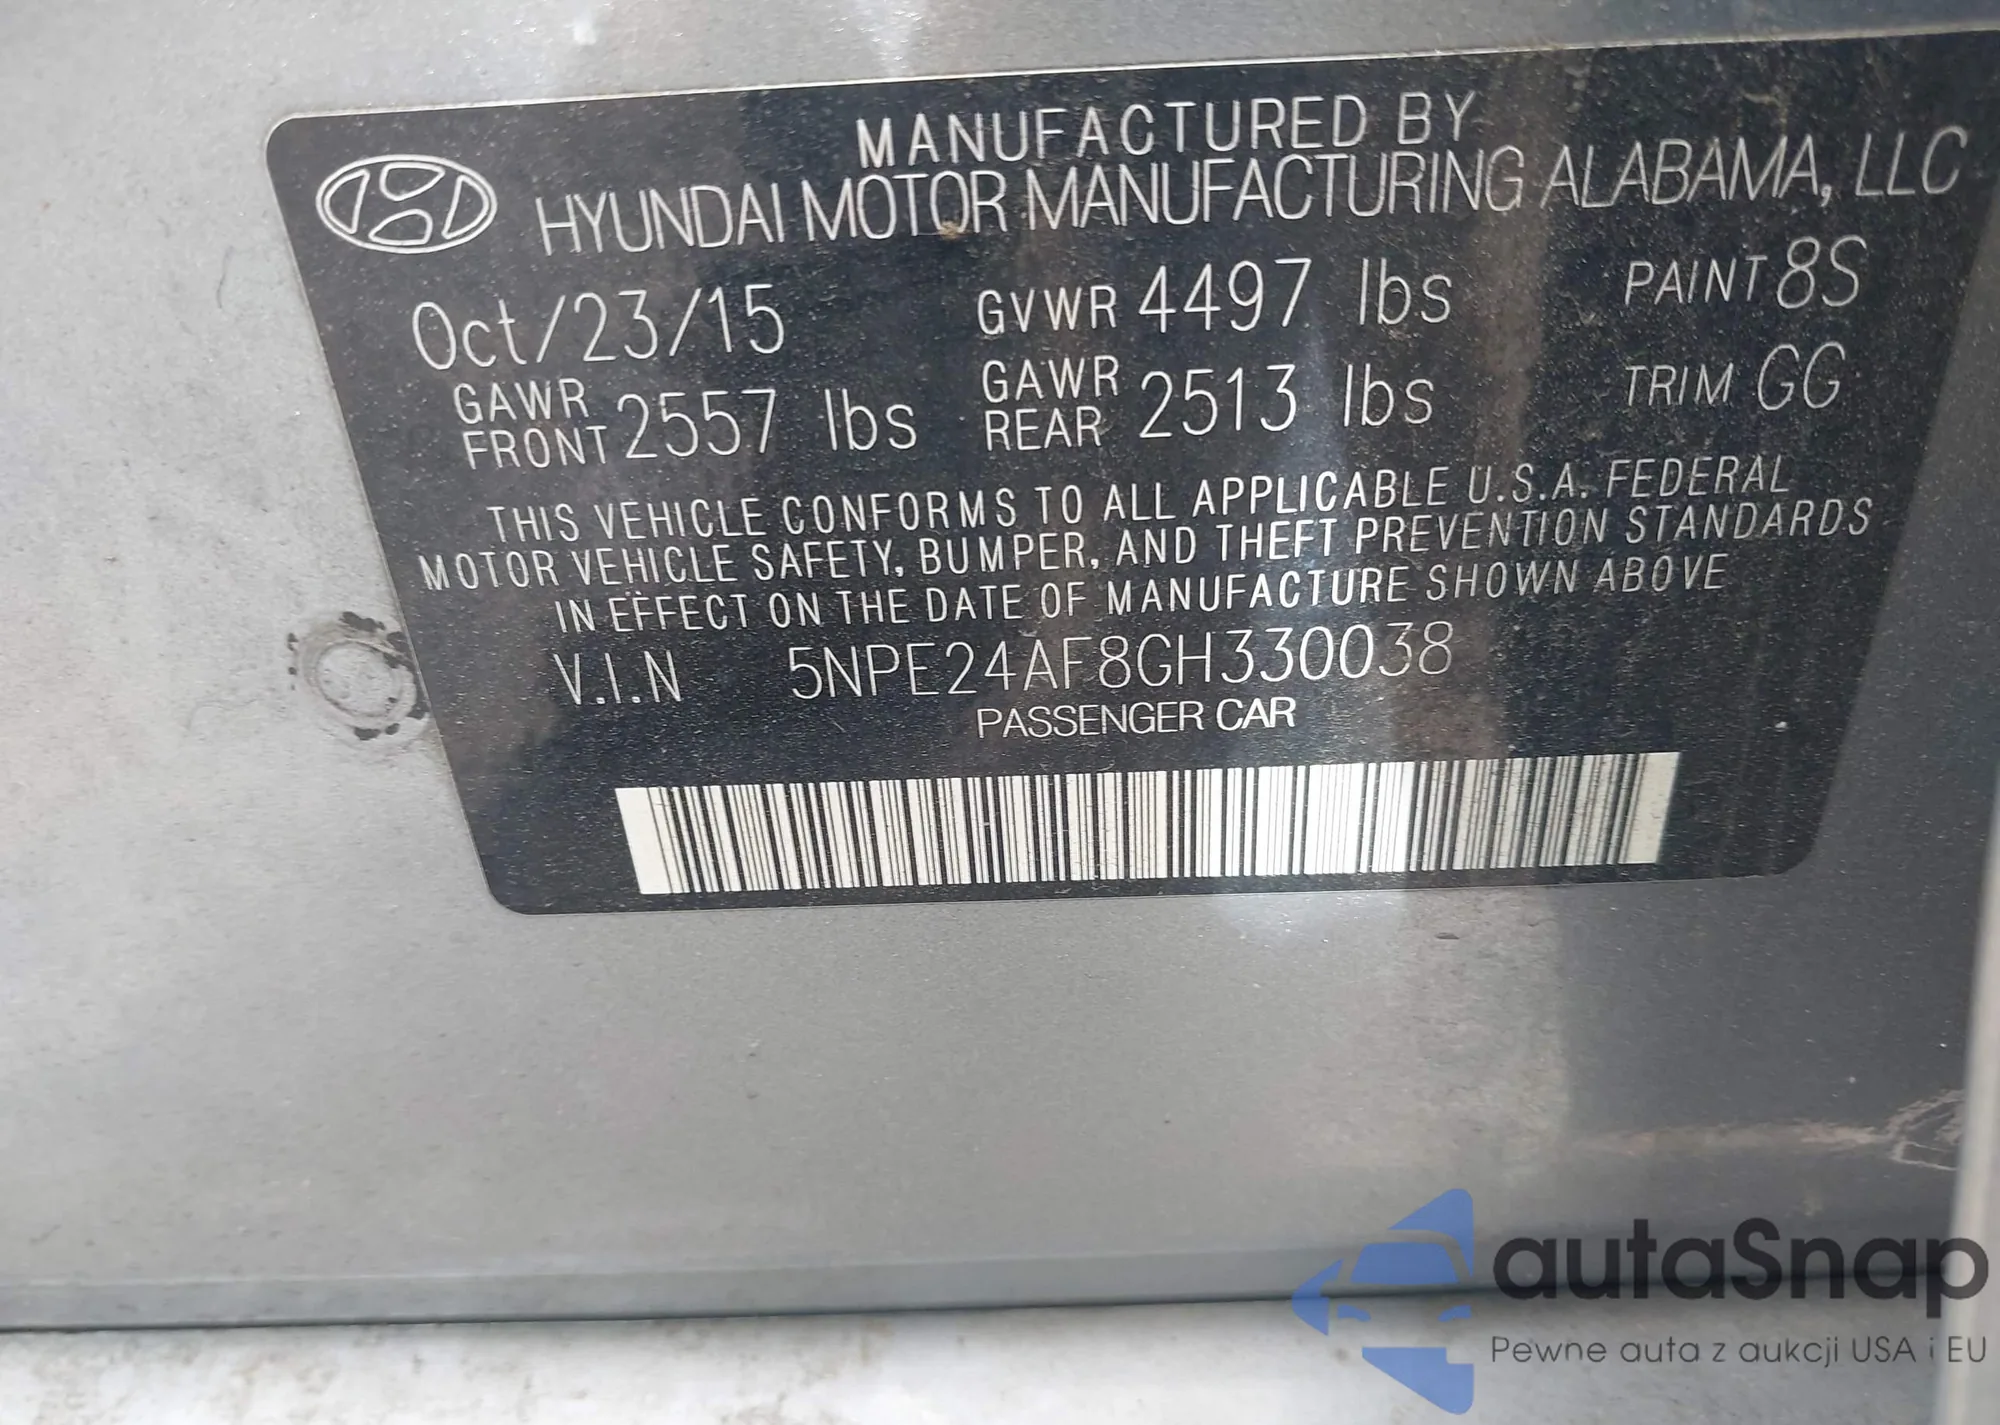 MANUFACTURED BY
HYUNDAI MOTOR MANUFACTURING ALABAMA, LLC
Oct/23/15 GVWR 4497 lbs PAINT 8S
GAWR FRONT 2557 lbs GAWR REAR 2513 lbs TRIM GG
THIS VEHICLE CONFORMS TO ALL APPLICABLE U.S.A. FEDERAL
MOTOR VEHICLE SAFETY, BUMPER, AND THEFT PREVENTION STANDARDS
IN EFFECT ON THE DATE OF MANUFACTURE SHOWN ABOVE
V.I.N 5NPE24AF8GH330038
PASSENGER CAR
autaSnap
Pewne auta z aukcji USA i EU